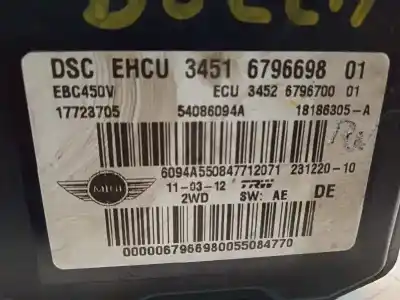 DSC EHCU 3451 6796698 01
EBC450V ECU 3452 6796700 01
17723705 54086094A 18186305-A
6094A550847712071 231220-10
MINI 11-03-12 TRW DE
2WD SW: AE
0000067966980055084770